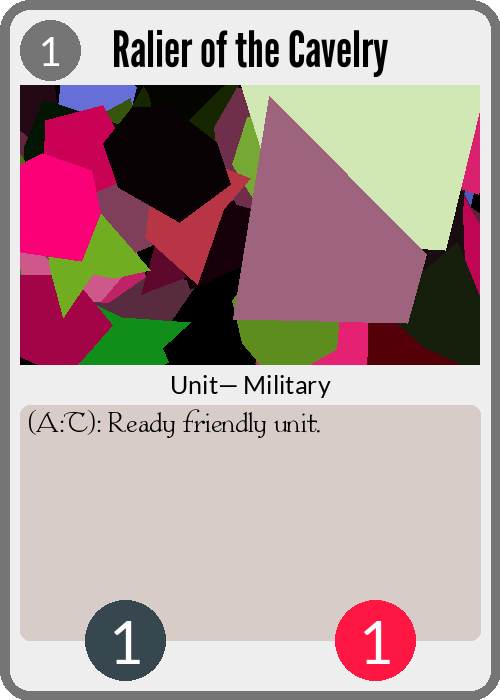 1
Ralier of the Cavelry
Unit— Military
(A:C): Ready friendly unit.
1
1